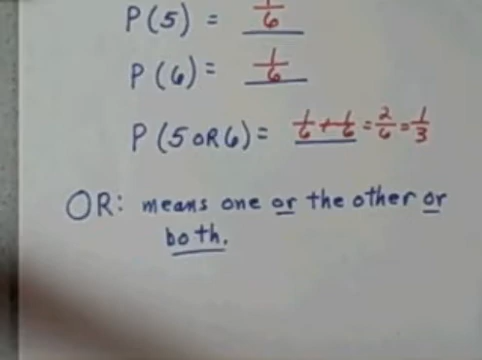 P(5) = 1/6
P(6) = 1/6
P(5 OR 6) = 1/6 + 1/6 = 2/6 = 1/3
OR: means one or the other or
both.